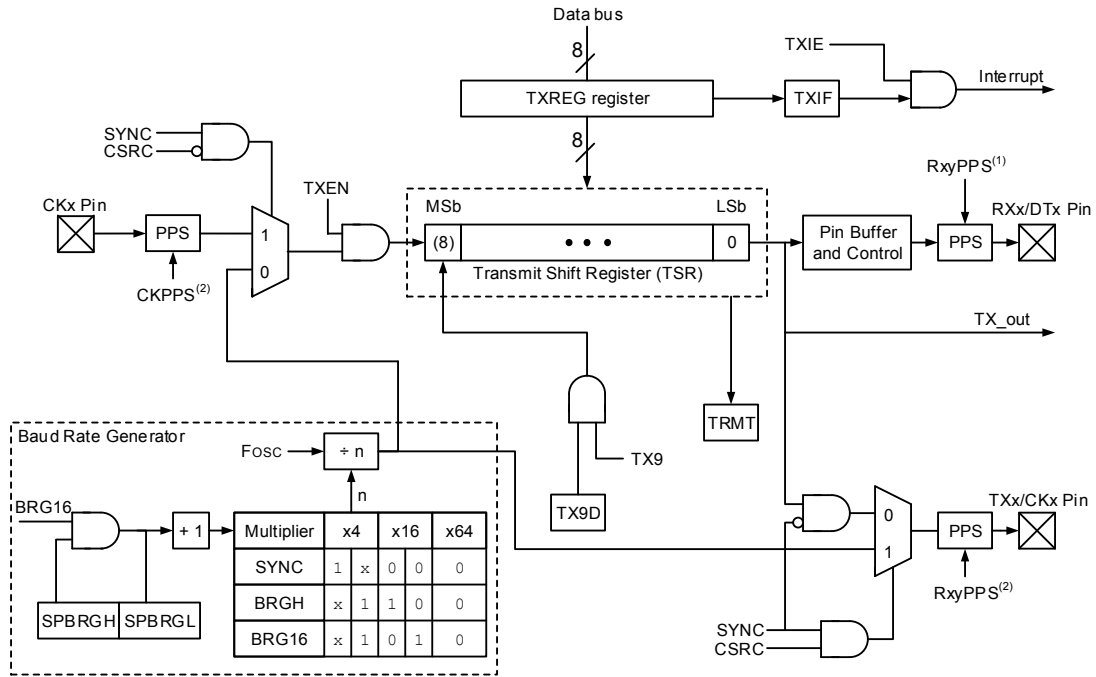 Data bus
8
TXIE
Interrupt
TXREG register
TXIF
SYNC
CSRC
8
RxyPPS(1)
CKx Pin
TXEN
MSb
LSb
RXx/DTx Pin
PPS
1
(8)
• • •
0
Pin Buffer
and Control
PPS
0
Transmit Shift Register (TSR)
CKPPS(2)
TX_out
TRMT
Baud Rate Generator
FOSC
÷ n
TX9
n
TX9D
TXx/CKx Pin
BRG16
+ 1
Multiplier x4 x16 x64
0
PPS
SYNC 1 x 0 0 0
1
BRGH x 1 1 0 0
RxyPPS(2)
SPBRGH SPBRGL
BRG16 x 1 0 1 0
SYNC
CSRC